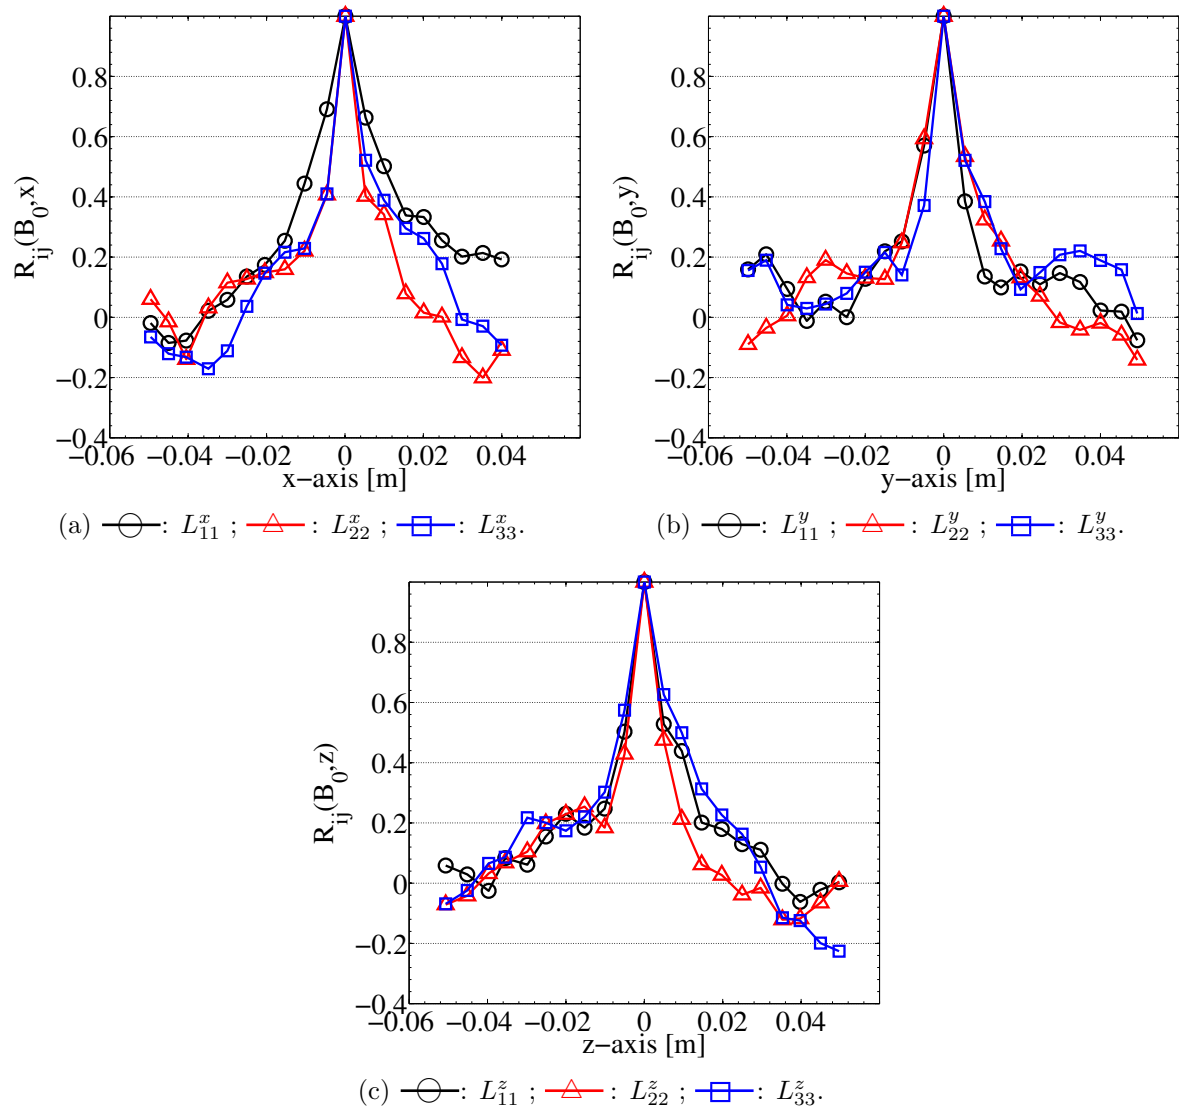 0.8
0.6
0.4
0.2
0
−0.2
−0.4
R_ij(B_0,x)
−0.06 −0.04 −0.02 0 0.02 0.04
x−axis [m]
(a) : L^x_11 ; : L^x_22 ; : L^x_33.
0.8
0.6
0.4
0.2
0
−0.2
−0.4
R_ij(B_0,y)
−0.06 −0.04 −0.02 0 0.02 0.04
y−axis [m]
(b) : L^y_11 ; : L^y_22 ; : L^y_33.
0.8
0.6
0.4
0.2
0
−0.2
−0.4
R_ij(B_0,z)
−0.06 −0.04 −0.02 0 0.02 0.04
z−axis [m]
(c) : L^z_11 ; : L^z_22 ; : L^z_33.